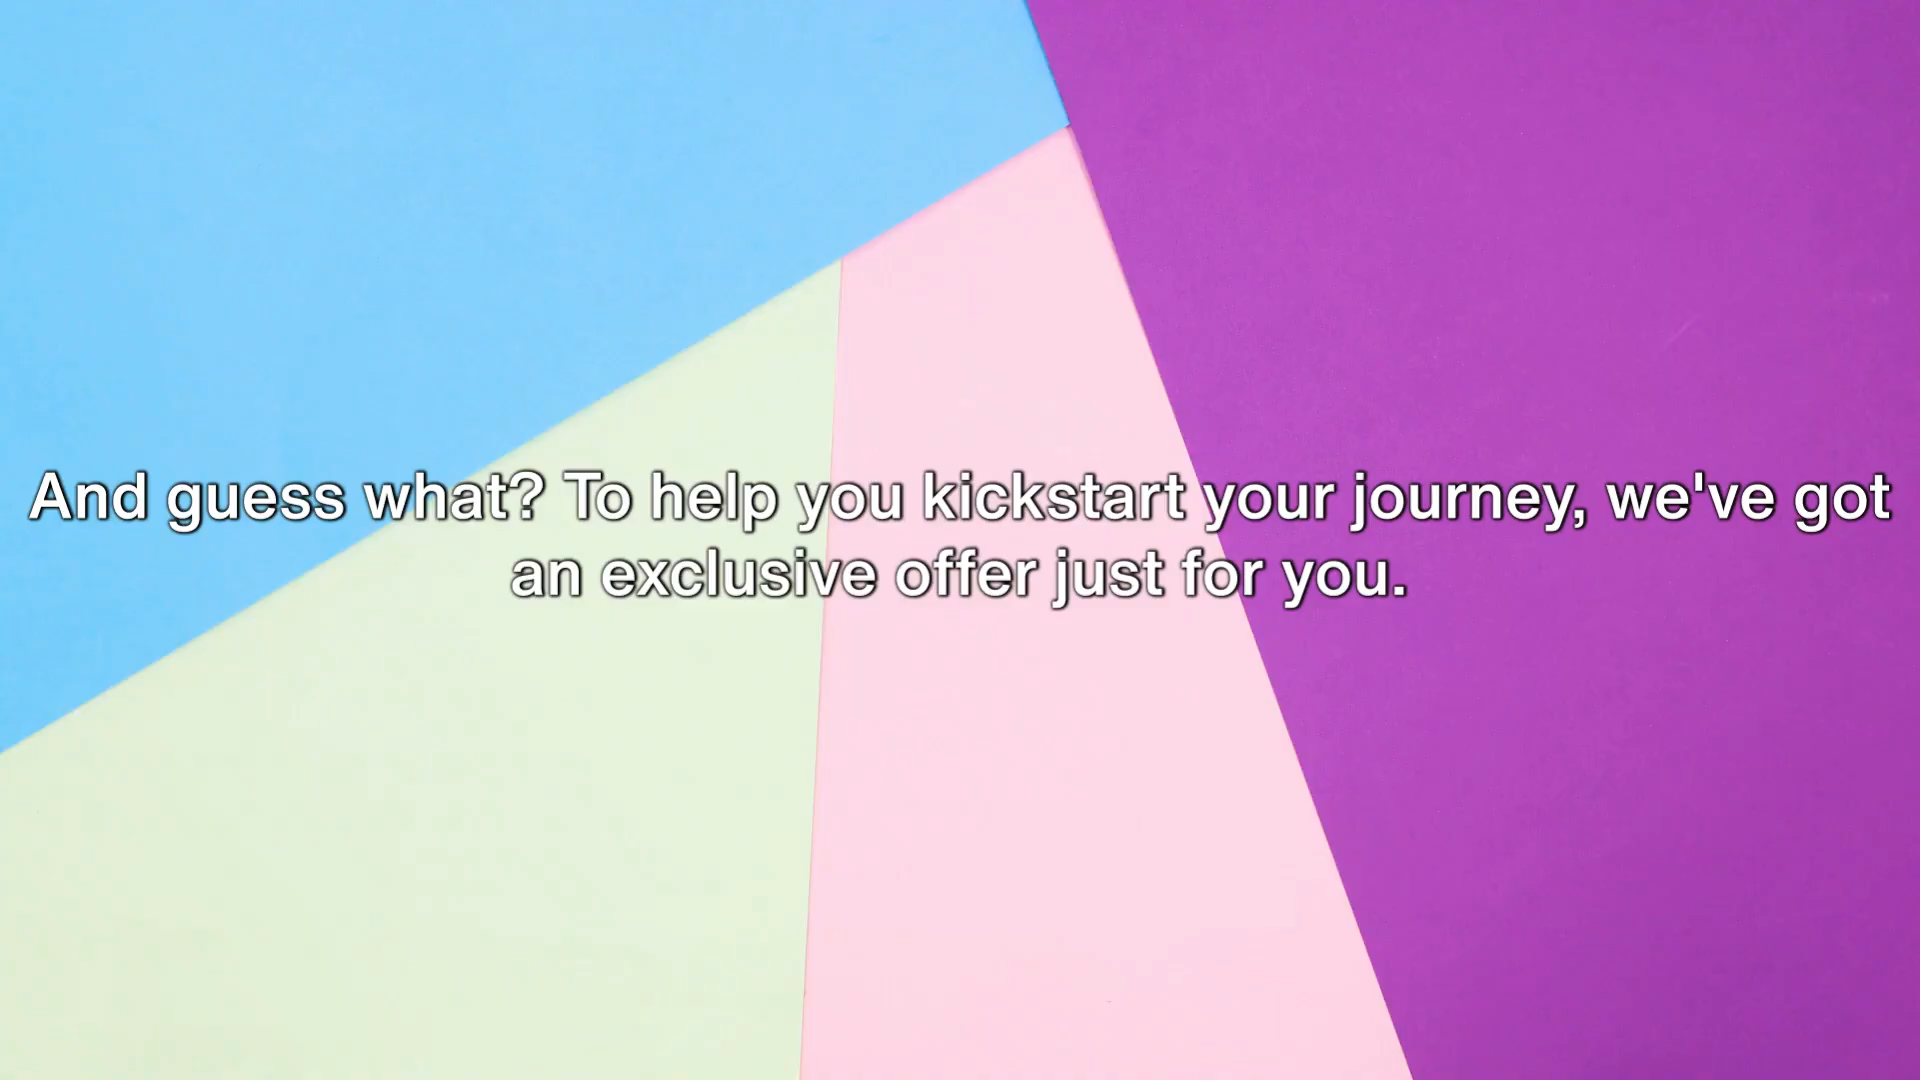 And guess what? To help you kickstart your journey, we've got
an exclusive offer just for you.